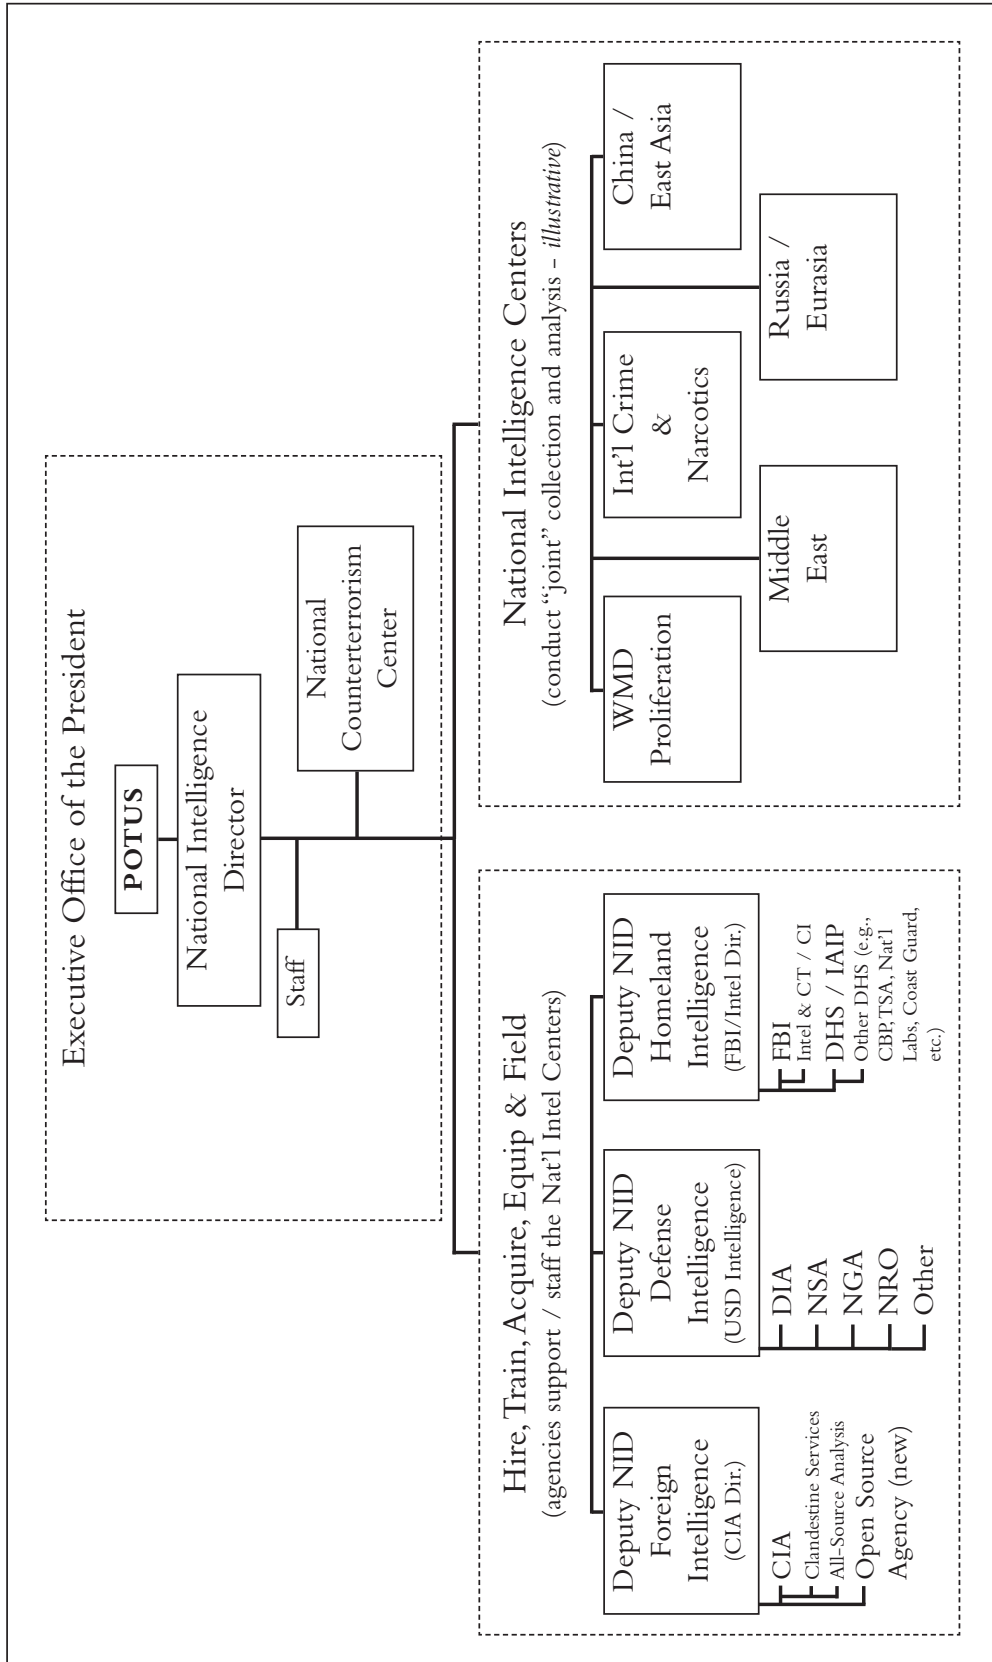 Executive Office of the President
POTUS
National Intelligence
Director
Staff
National
Counterterrorism
Center
Hire, Train, Acquire, Equip & Field
(agencies support / staff the Nat'l Intel Centers)
Deputy NID
Foreign
Intelligence
(CIA Dir.)
CIA
Clandestine Services
All-Source Analysis
Open Source
Agency (new)
Deputy NID
Defense
Intelligence
(USD Intelligence)
DIA
NSA
NGA
NRO
Other
Deputy NID
Homeland
Intelligence
(FBI/Intel Dir.)
FBI
Intel & CT / CI
DHS / IAIP
Other DHS (e.g.,
CBP, TSA, Nat'l
Labs, Coast Guard,
etc.)
National Intelligence Centers
(conduct “joint” collection and analysis – illustrative)
WMD
Proliferation
Int'l Crime
&
Narcotics
China /
East Asia
Middle
East
Russia /
Eurasia